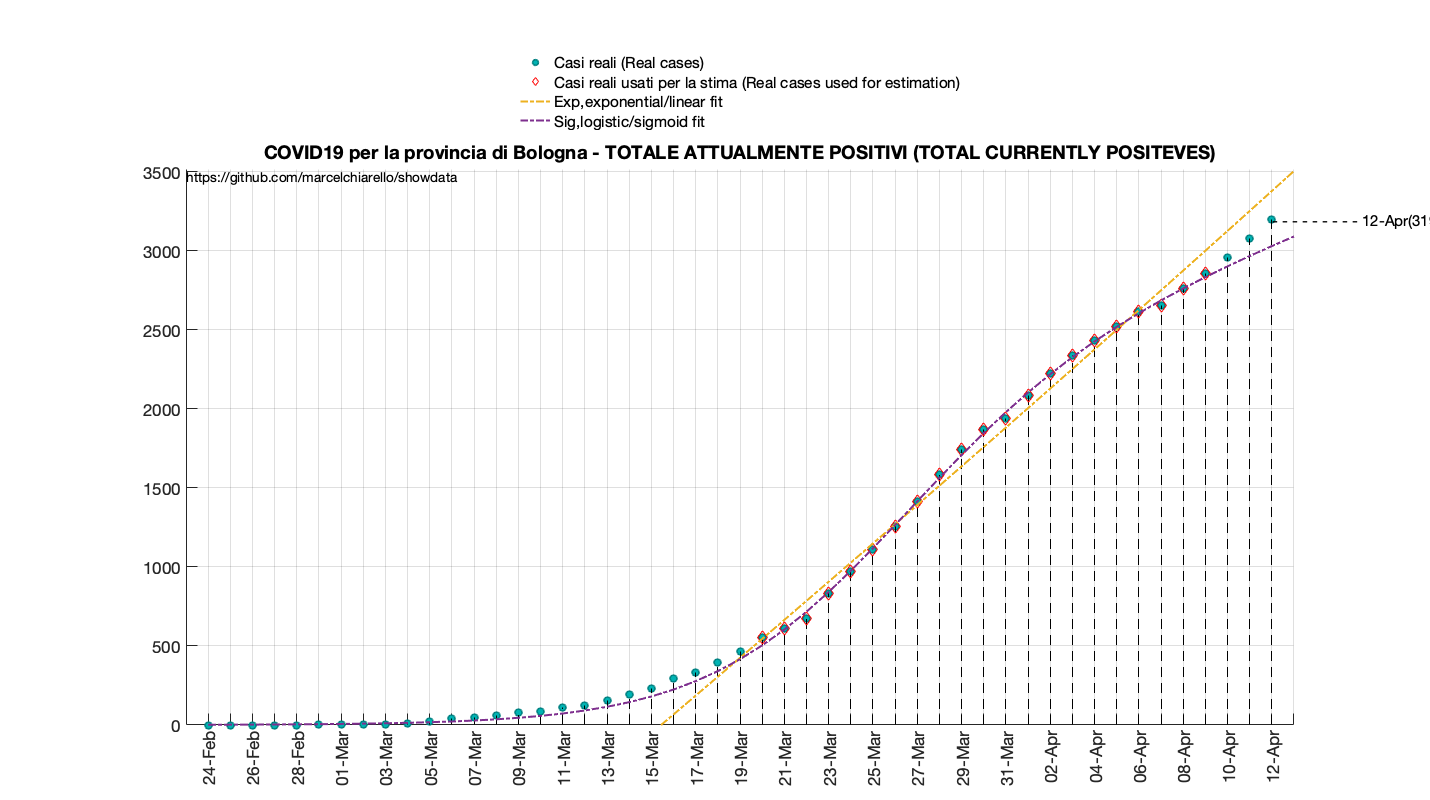 Casi reali (Real cases)
Casi reali usati per la stima (Real cases used for estimation)
Exp,exponential/linear fit
Sig,logistic/sigmoid fit
COVID19 per la provincia di Bologna - TOTALE ATTUALMENTE POSITIVI (TOTAL CURRENTLY POSITEVES)
https://github.com/marcelchiarello/showdata
3500
3000
2500
2000
1500
1000
500
0
12-Apr(319
24-Feb
26-Feb
28-Feb
01-Mar
03-Mar
05-Mar
07-Mar
09-Mar
11-Mar
13-Mar
15-Mar
17-Mar
19-Mar
21-Mar
23-Mar
25-Mar
27-Mar
29-Mar
31-Mar
02-Apr
04-Apr
06-Apr
08-Apr
10-Apr
12-Apr